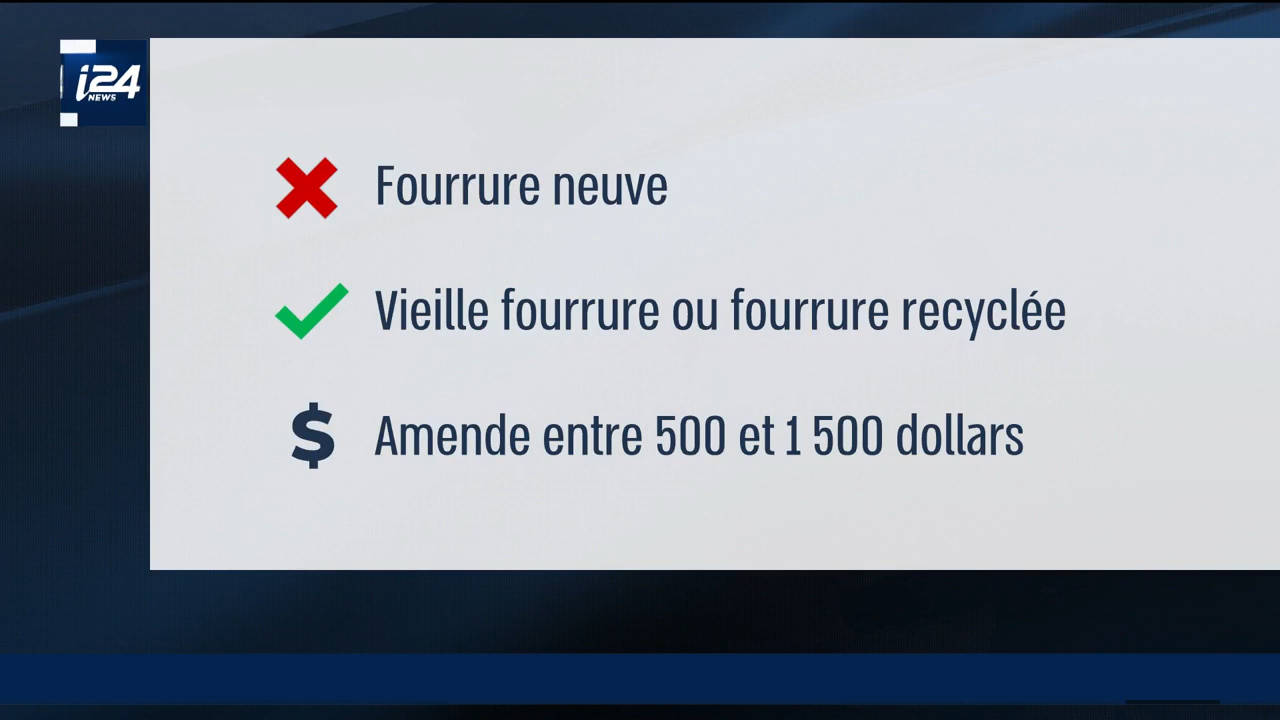 i24
NEWS
Fourrure neuve
Vieille fourrure ou fourrure recyclée
$ Amende entre 500 et 1 500 dollars